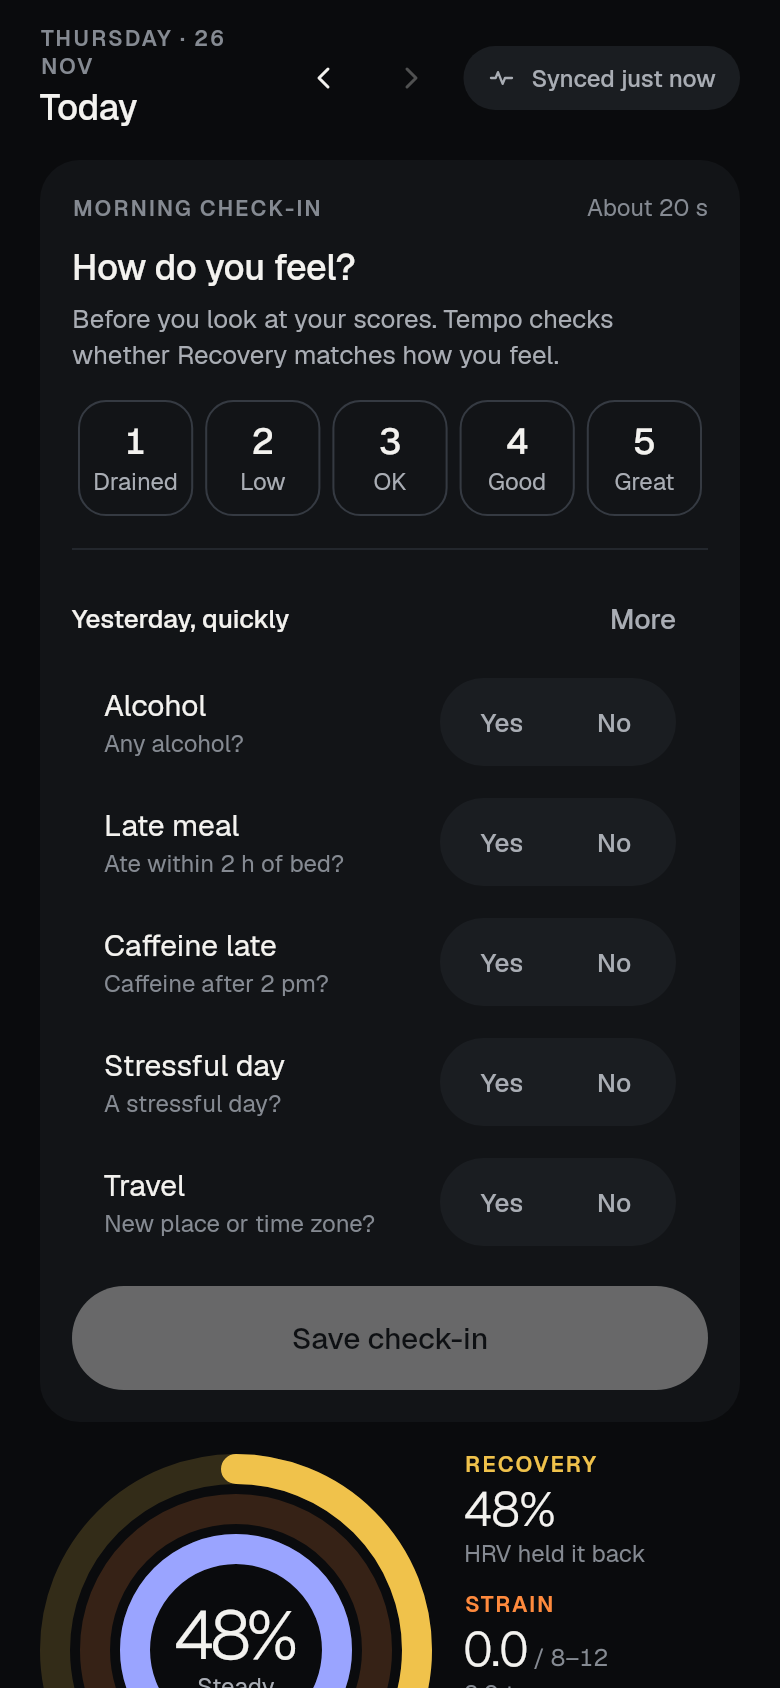 THURSDAY · 26
NOV
Today
Synced just now
MORNING CHECK-IN
About 20 s
How do you feel?
Before you look at your scores. Tempo checks
whether Recovery matches how you feel.
1
Drained
2
Low
3
OK
4
Good
5
Great
Yesterday, quickly
More
Alcohol
Any alcohol?
Yes
No
Late meal
Ate within 2 h of bed?
Yes
No
Caffeine late
Caffeine after 2 pm?
Yes
No
Stressful day
A stressful day?
Yes
No
Travel
New place or time zone?
Yes
No
Save check-in
48%
Steady
RECOVERY
48%
HRV held it back
STRAIN
0.0 / 8–12